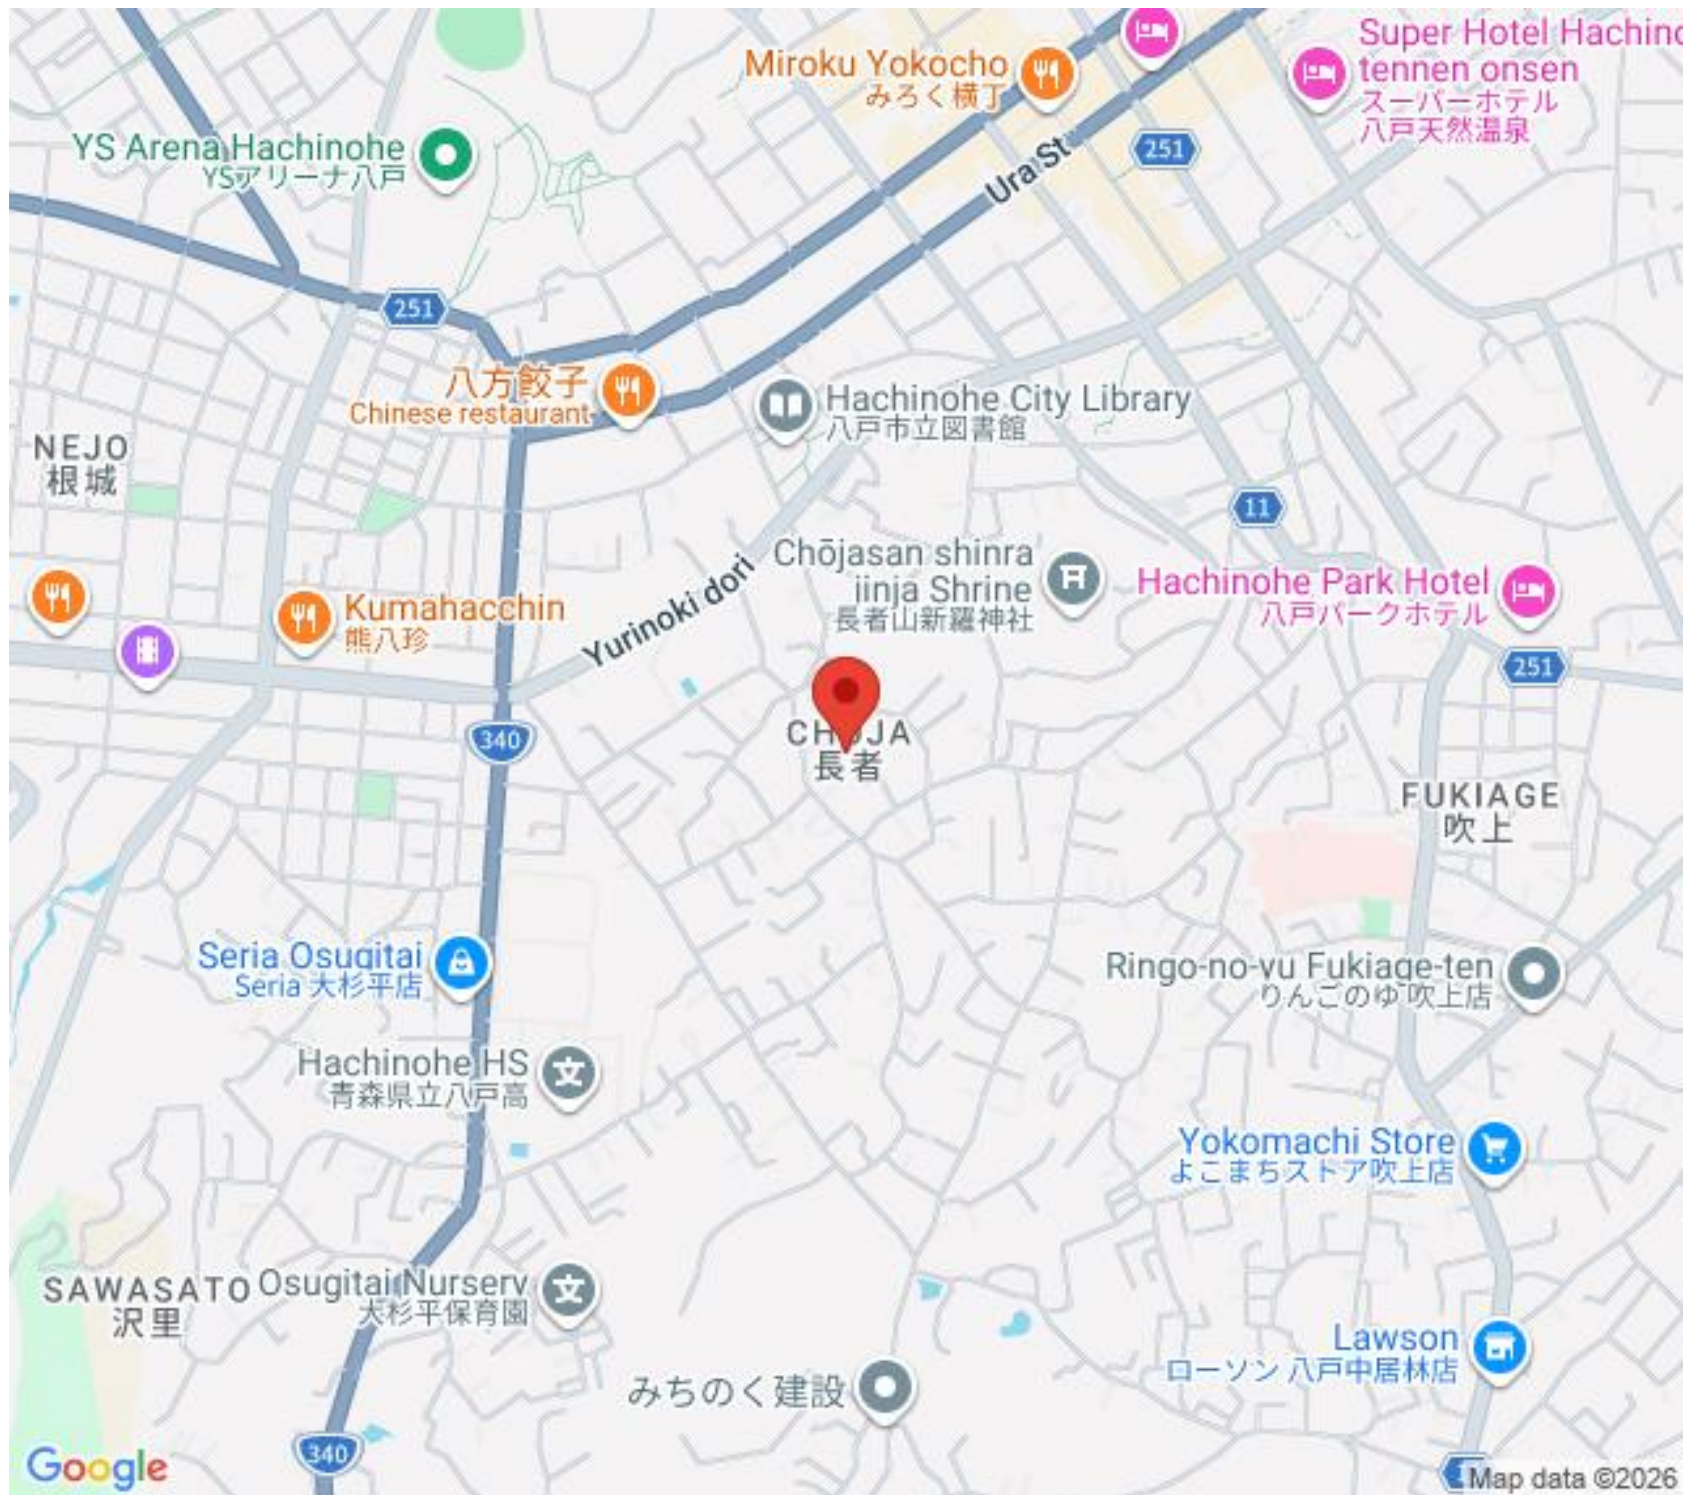 Super Hotel Hachino
tennen onsen
スーパーホテル
八戸天然温泉
Miroku Yokocho
みろく横丁
YS Arena Hachinohe
YSアリーナ八戸
251
Ura St
251
八方餃子
Chinese restaurant
Hachinohe City Library
八戸市立図書館
NEJO
根城
11
Chōjasan shinra
jinja Shrine
長者山新羅神社
Hachinohe Park Hotel
八戸パークホテル
Kumahacchin
熊八珍
Yurinoki dori
251
340
CHOJA
長者
FUKIAGE
吹上
Seria Osugitai
Seria 大杉平店
Ringo-no-yu Fukiage-ten
りんごのゆ 吹上店
Hachinohe HS
青森県立八戸高
Yokomachi Store
よこまちストア吹上店
SAWASATO
沢里
Osugitai Nursery
大杉平保育園
Lawson
ローソン 八戸中居林店
みちのく建設
340
Google
Map data ©2026